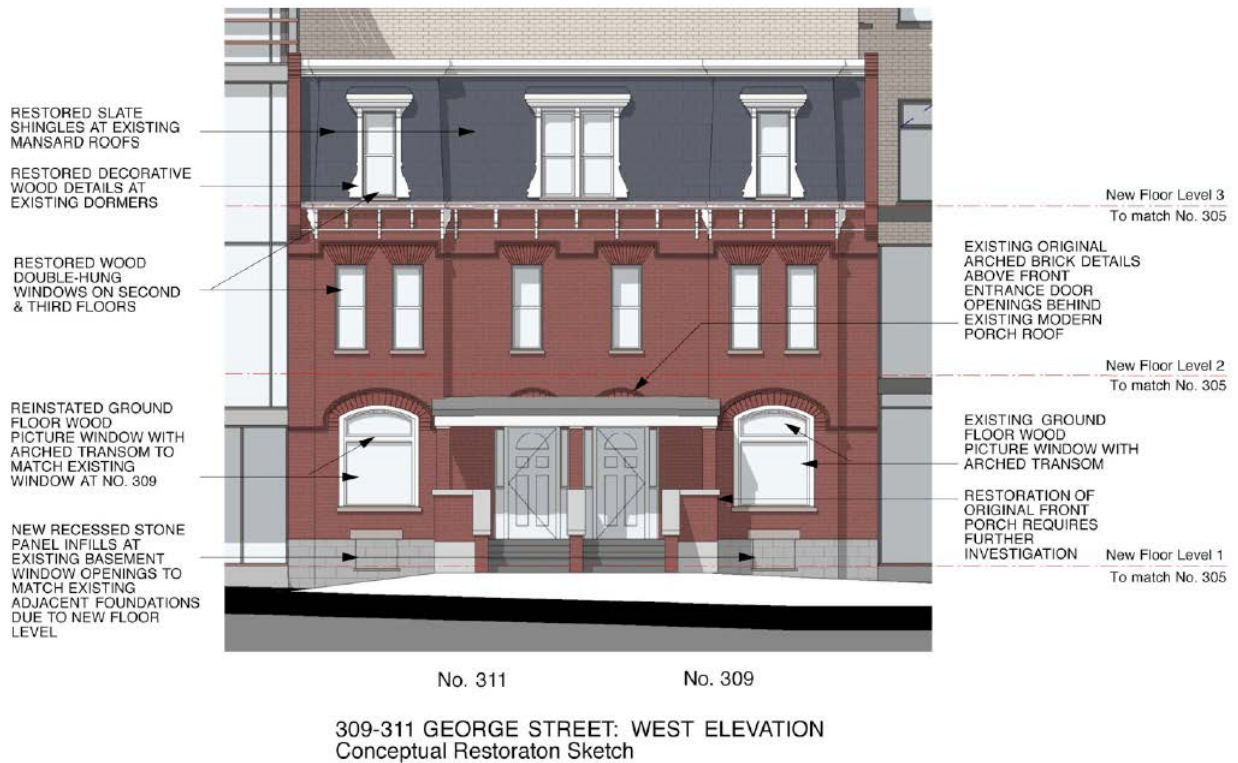 RESTORED SLATE
SHINGLES AT EXISTING
MANSARD ROOFS
RESTORED DECORATIVE
WOOD DETAILS AT
EXISTING DORMERS
RESTORED WOOD
DOUBLE-HUNG
WINDOWS ON SECOND
& THIRD FLOORS
REINSTATED GROUND
FLOOR WOOD
PICTURE WINDOW WITH
ARCHED TRANSOM TO
MATCH EXISTING
WINDOW AT NO. 309
NEW RECESSED STONE
PANEL INFILLS AT
EXISTING BASEMENT
WINDOW OPENINGS TO
MATCH EXISTING
ADJACENT FOUNDATIONS
DUE TO NEW FLOOR
LEVEL
New Floor Level 3
To match No. 305
EXISTING ORIGINAL
ARCHED BRICK DETAILS
ABOVE FRONT
ENTRANCE DOOR
OPENINGS BEHIND
EXISTING MODERN
PORCH ROOF
New Floor Level 2
To match No. 305
EXISTING GROUND
FLOOR WOOD
PICTURE WINDOW WITH
ARCHED TRANSOM
RESTORATION OF
ORIGINAL FRONT
PORCH REQUIRES
FURTHER
INVESTIGATION
New Floor Level 1
To match No. 305
No. 311
No. 309
309-311 GEORGE STREET: WEST ELEVATION
Conceptual Restoraton Sketch